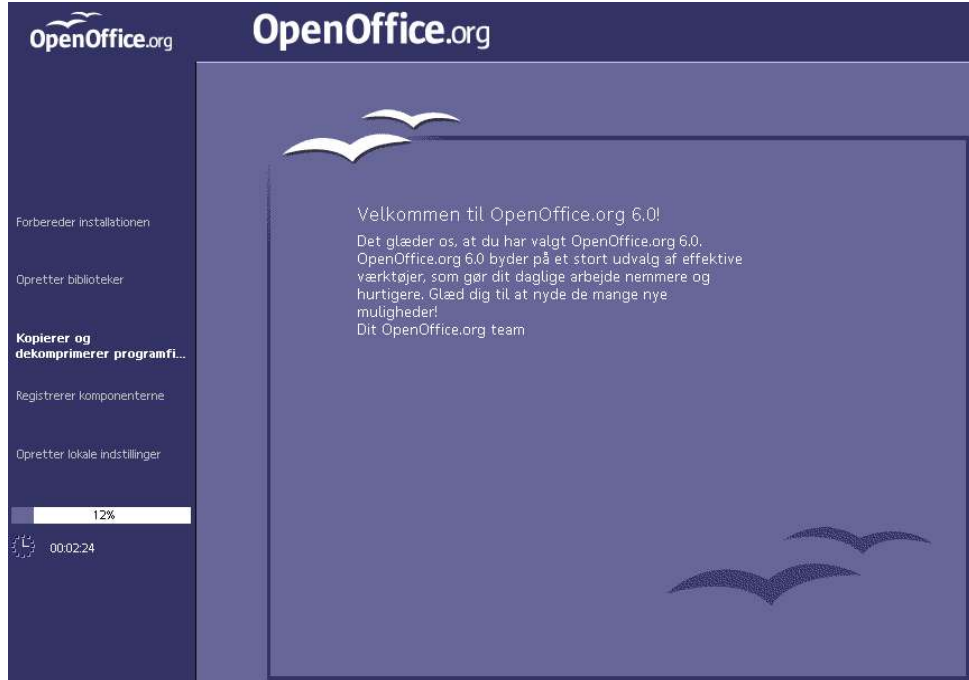 OpenOffice.org
OpenOffice.org
Forbereder installationen
Opretter biblioteker
Kopierer og
dekomprimerer programfi...
Registrerer komponenterne
Opretter lokale indstillinger
12%
00:02:24
Velkommen til OpenOffice.org 6.0!
Det glæder os, at du har valgt OpenOffice.org 6.0.
OpenOffice.org 6.0 byder på et stort udvalg af effektive
værktøjer, som gør dit daglige arbejde nemmere og
hurtigere. Glæd dig til at nyde de mange nye
muligheder!
Dit OpenOffice.org team